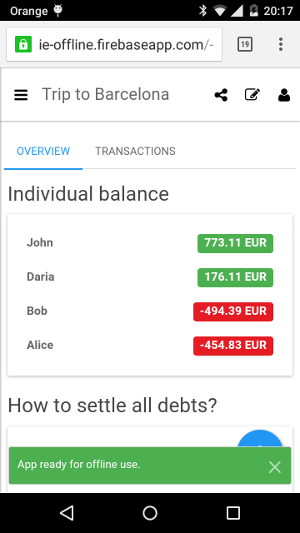 Orange 20:17
ie-offline.firebaseapp.com/- 19
Trip to Barcelona
OVERVIEW TRANSACTIONS
Individual balance
John 773.11 EUR
Daria 176.11 EUR
Bob -494.39 EUR
Alice -454.83 EUR
How to settle all debts?
App ready for offline use.